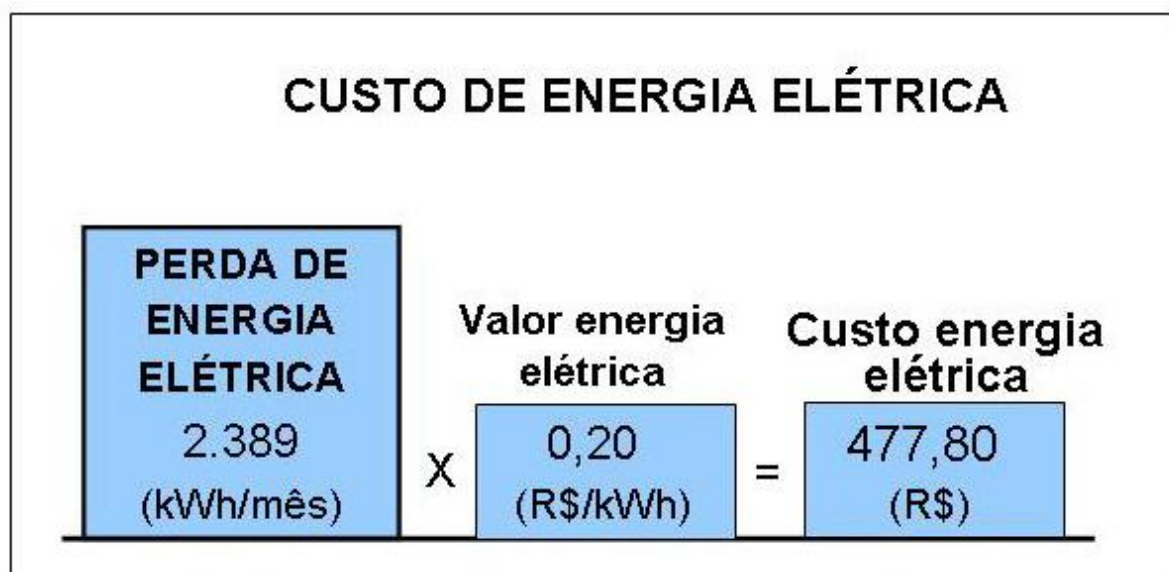 CUSTO DE ENERGIA ELÉTRICA
PERDA DE
ENERGIA
ELÉTRICA
2.389
(kWh/mês)
X
Valor energia
elétrica
0,20
(R$/kWh)
=
Custo energia
elétrica
477,80
(R$)